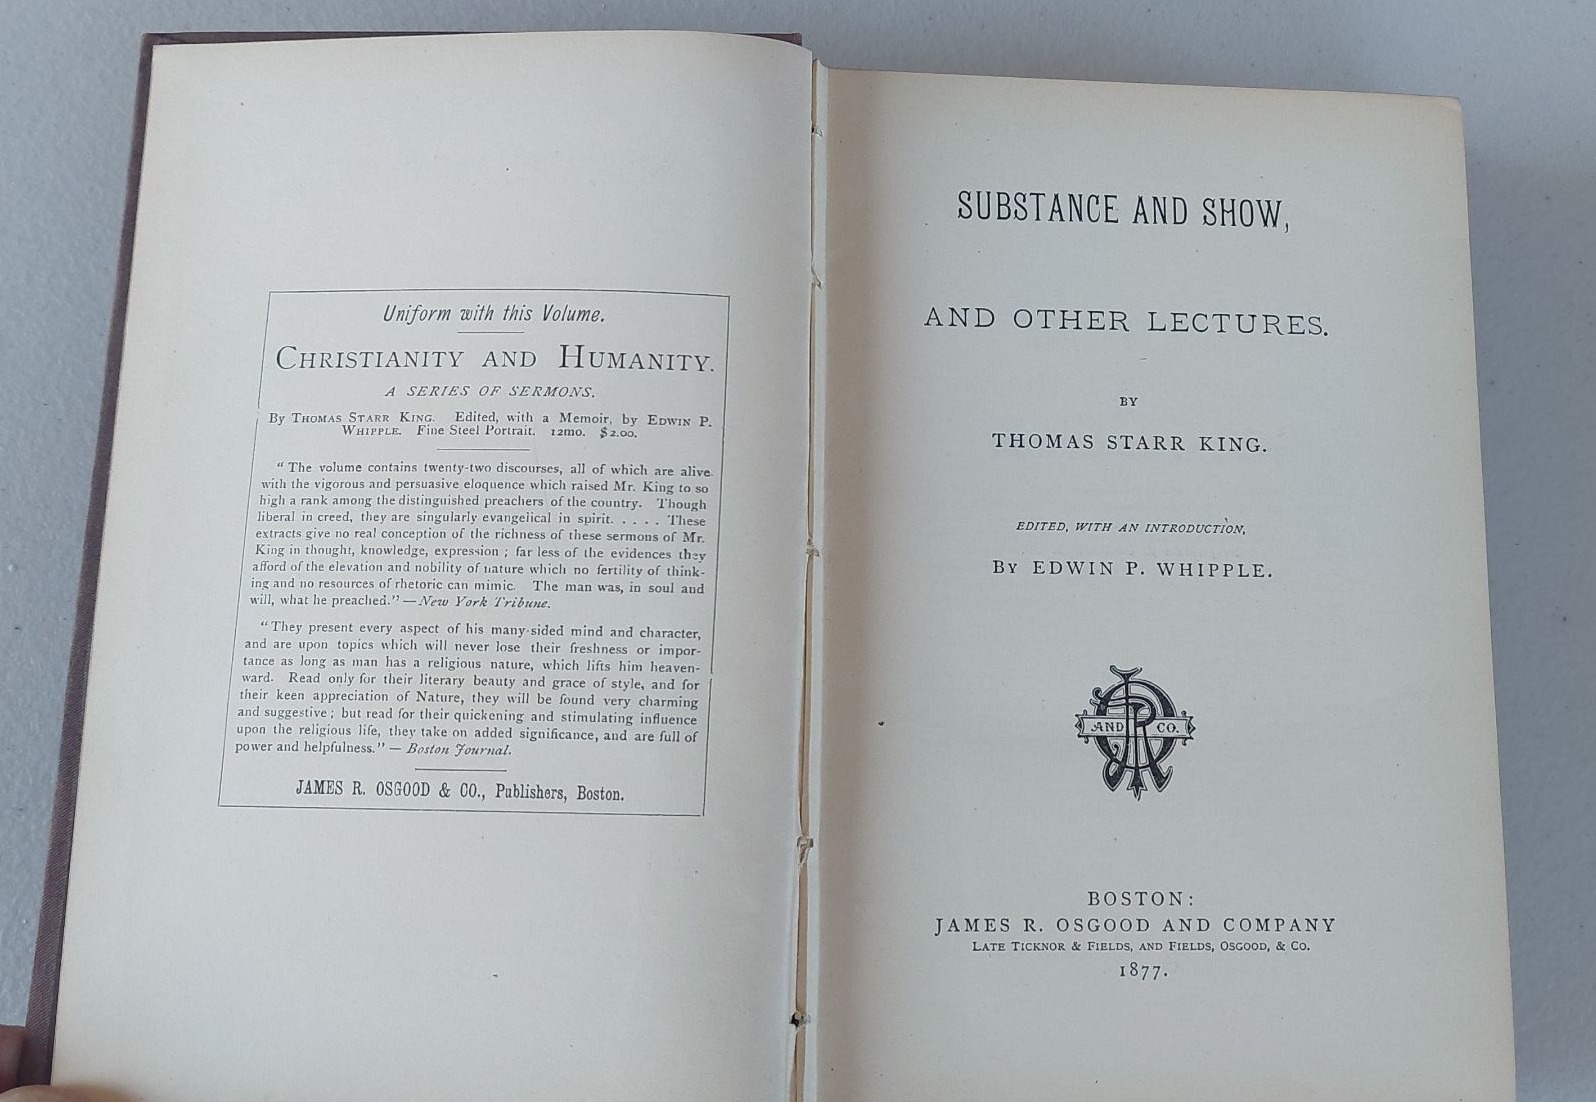 Uniform with this Volume.
CHRISTIANITY AND HUMANITY.
A SERIES OF SERMONS.
By THOMAS STARR KING. Edited, with a Memoir, by EDWIN P.
WHIPPLE. Fine Steel Portrait. 12mo. $2.00.
"The volume contains twenty-two discourses, all of which are alive
with the vigorous and persuasive eloquence which raised Mr. King to so
high a rank among the distinguished preachers of the country. Though
liberal in creed, they are singularly evangelical in spirit. . . . . These
extracts give no real conception of the richness of these sermons of Mr.
King in thought, knowledge, expression ; far less of the evidences they
afford of the elevation and nobility of nature which no fertility of think-
ing and no resources of rhetoric can mimic. The man was, in soul and
will, what he preached." — New York Tribune.
"They present every aspect of his many-sided mind and character,
and are upon topics which will never lose their freshness or impor-
tance as long as man has a religious nature, which lifts him heaven-
ward. Read only for their literary beauty and grace of style, and for
their keen appreciation of Nature, they will be found very charming
and suggestive ; but read for their quickening and stimulating influence
upon the religious life, they take on added significance, and are full of
power and helpfulness." — Boston Journal.
JAMES R. OSGOOD & CO., Publishers, Boston.
SUBSTANCE AND SHOW,
AND OTHER LECTURES.
BY
THOMAS STARR KING.
EDITED, WITH AN INTRODUCTION,
BY EDWIN P. WHIPPLE.
AND CO.
BOSTON:
JAMES R. OSGOOD AND COMPANY
LATE TICKNOR & FIELDS, AND FIELDS, OSGOOD, & CO.
1877.